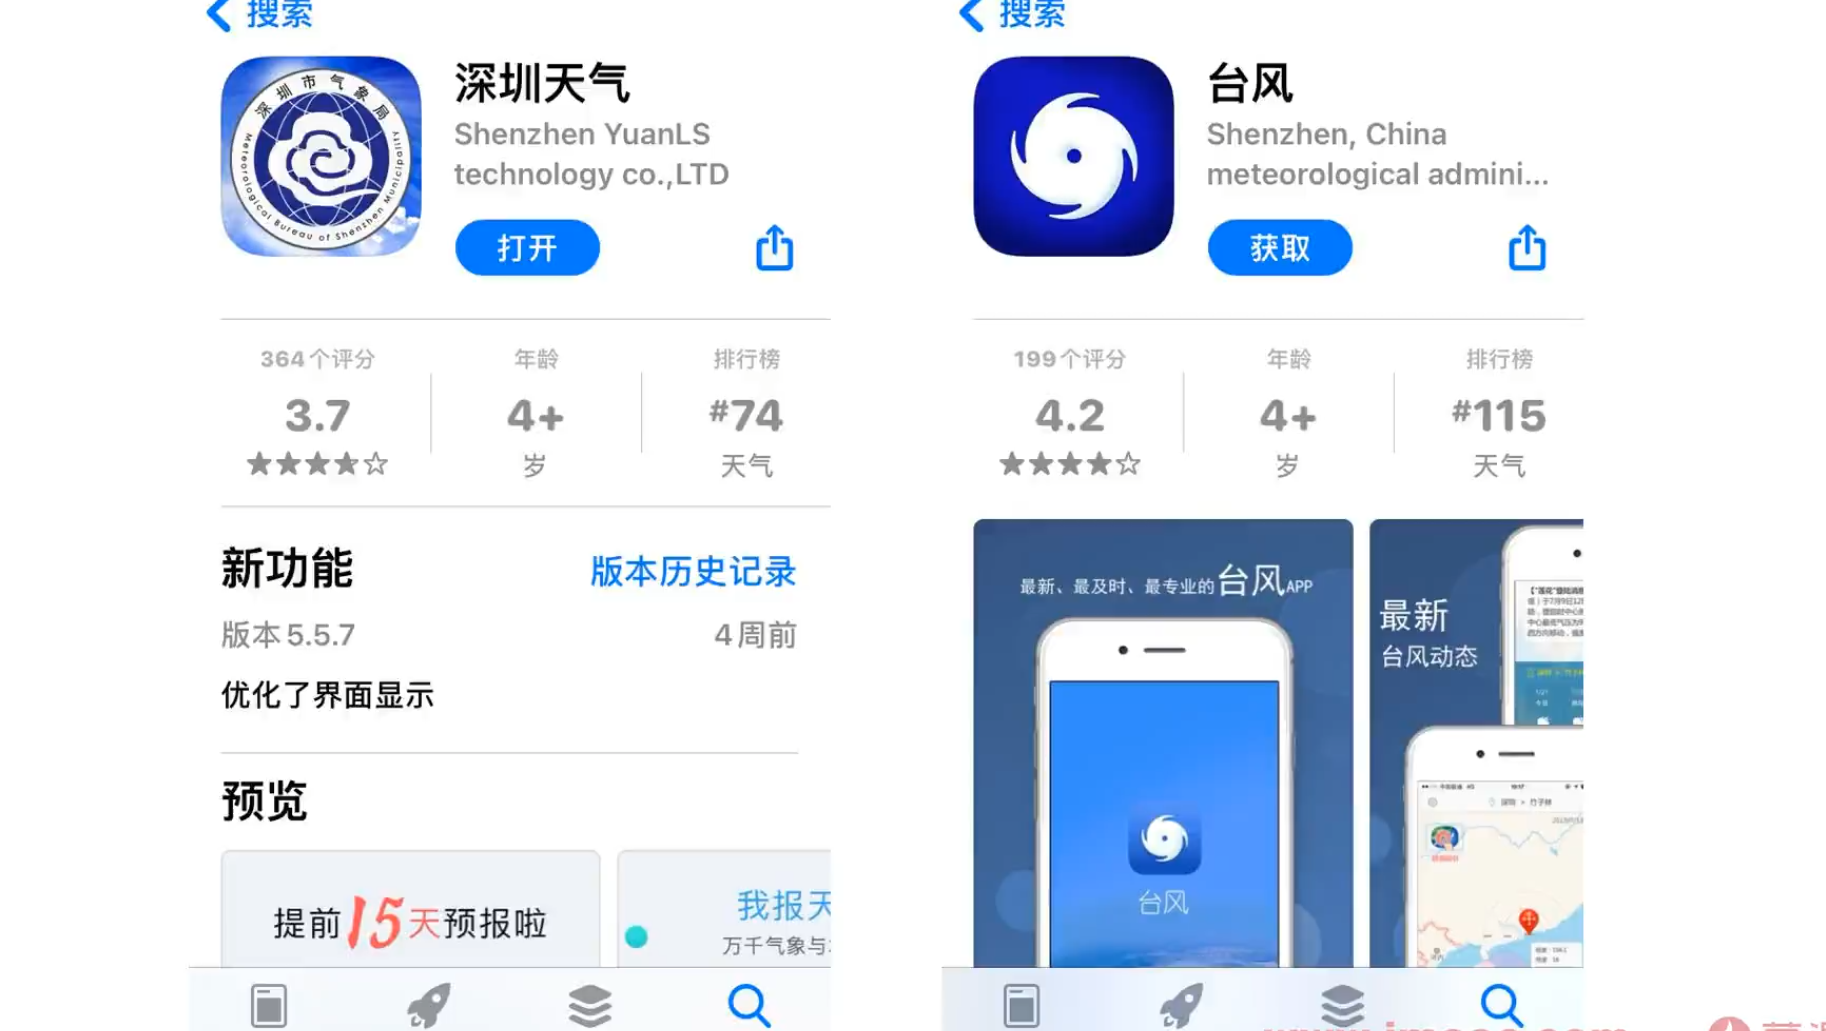 搜索
深圳市气象局
Meteorological Bureau of Shenzhen Municipality
深圳天气
Shenzhen YuanLS
technology co.,LTD
打开
364个评分
年龄
排行榜
3.7
4+
#74
岁
天气
新功能
版本历史记录
版本 5.5.7
4周前
优化了界面显示
预览
提前15天预报啦
我报天
万千气象与
搜索
台风
Shenzhen, China
meteorological admini...
获取
199个评分
年龄
排行榜
4.2
4+
#115
岁
天气
最新、最及时、最专业的台风APP
台风
最新
台风动态